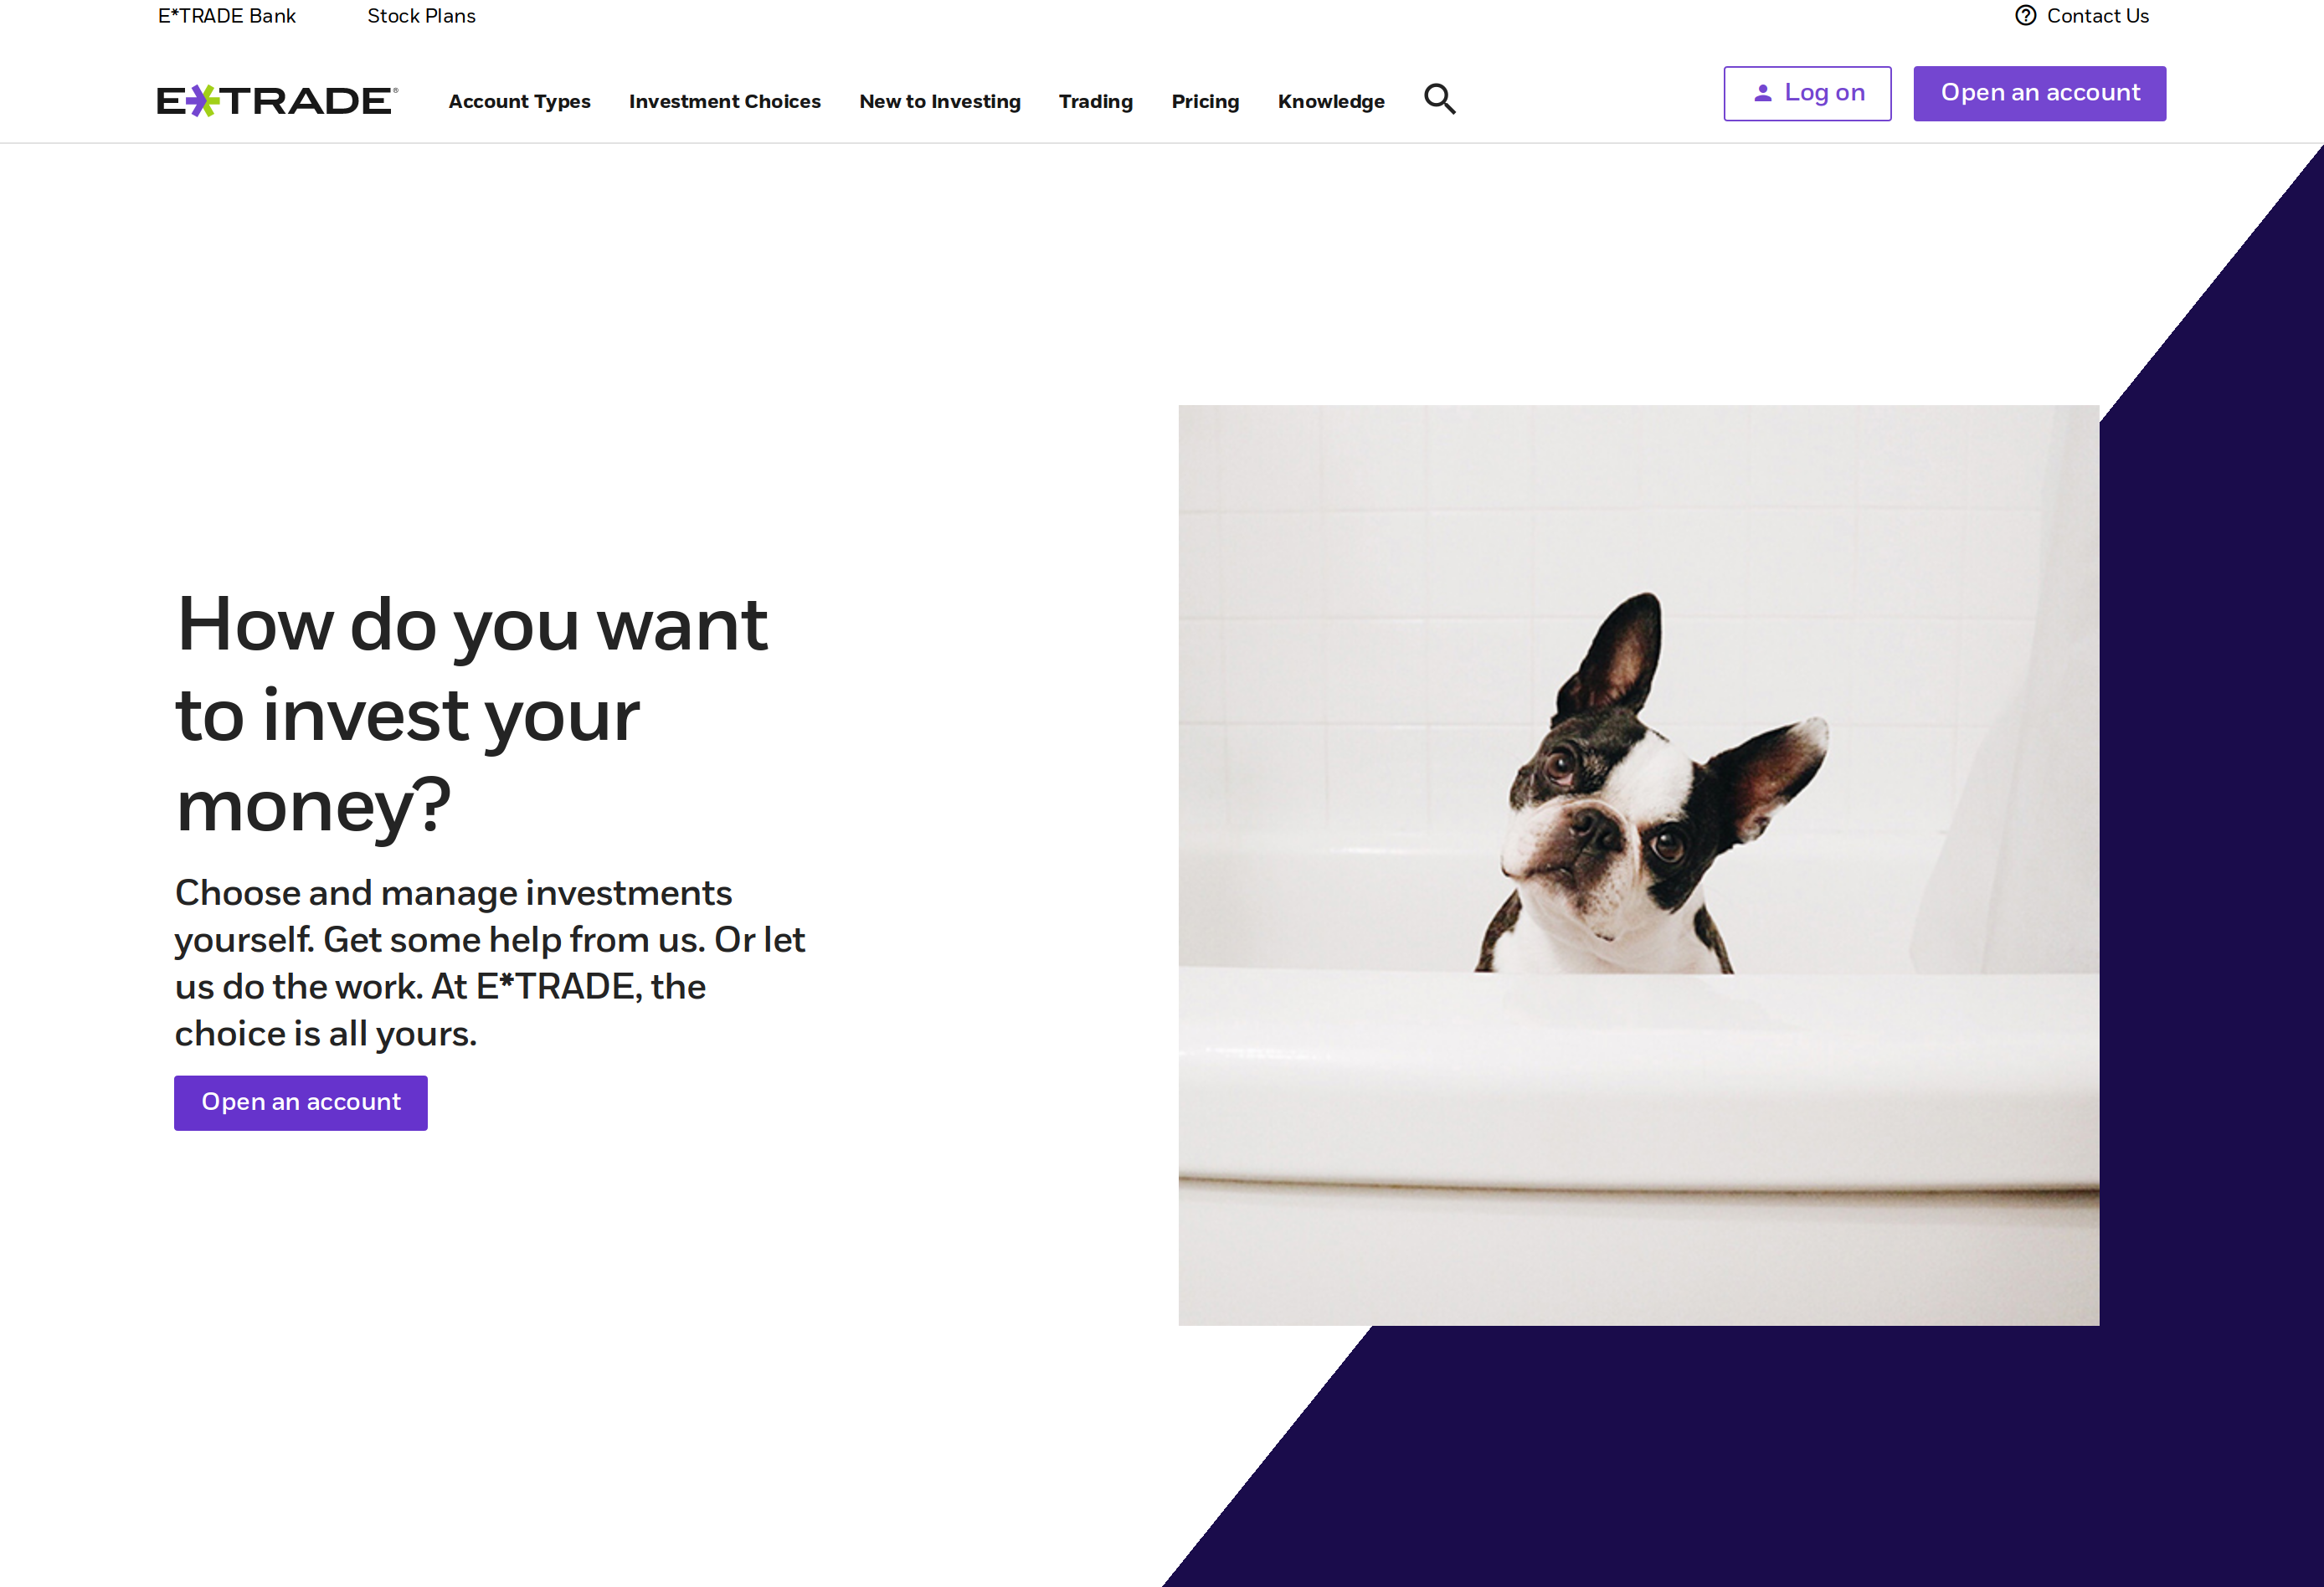 E*TRADE Bank
Stock Plans
Contact Us
E*TRADE®
Account Types
Investment Choices
New to Investing
Trading
Pricing
Knowledge
Log on
Open an account
How do you want
to invest your
money?
Choose and manage investments
yourself. Get some help from us. Or let
us do the work. At E*TRADE, the
choice is all yours.
Open an account